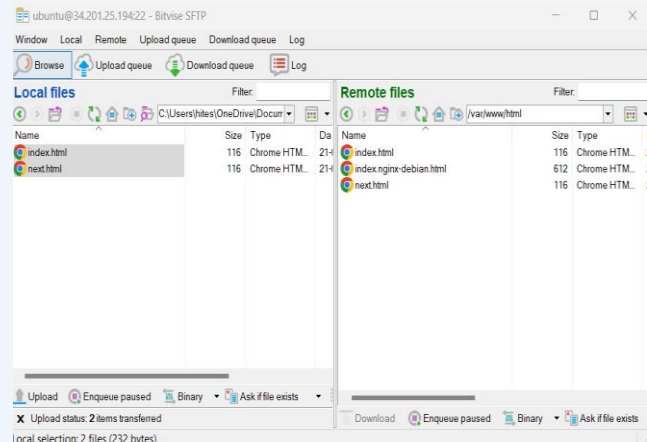 ubuntu@34.201.25.194:22 - Bitvise SFTP
Window Local Remote Upload queue Download queue Log
Browse Upload queue Download queue Log
Local files Filter:
C:\Users\hites\OneDrive\Docum
Name Size Type Da
index.html 116 Chrome HTM... 21-
next.html 116 Chrome HTM... 21-
Upload Enqueue paused Binary Ask if file exists
X Upload status: 2 items transferred
Local selection: 2 files (232 bytes)
Remote files Filter:
/var/www/html
Name Size Type
index.html 116 Chrome HTM...
index.nginx-debian.html 612 Chrome HTM...
next.html 116 Chrome HTM...
Download Enqueue paused Binary Ask if file exists